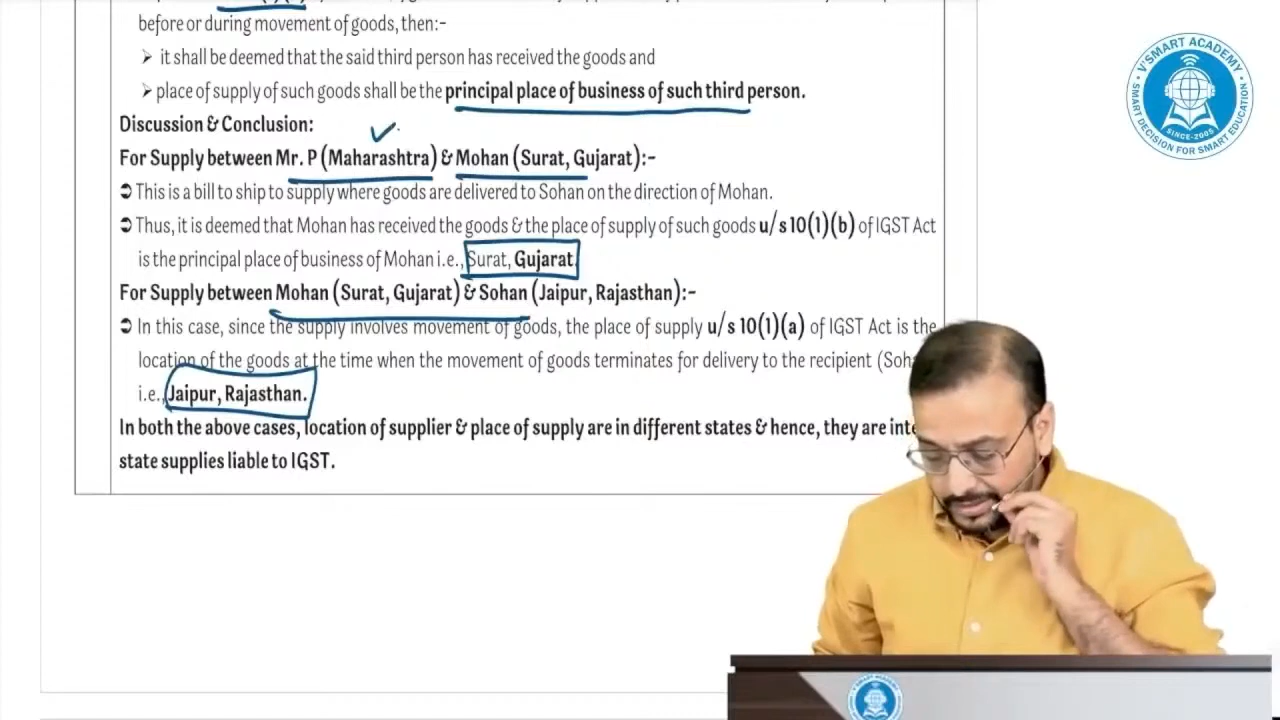 before or during movement of goods, then:-
➢ it shall be deemed that the said third person has received the goods and
➢ place of supply of such goods shall be the principal place of business of such third person.
Discussion & Conclusion:
For Supply between Mr. P (Maharashtra) & Mohan (Surat, Gujarat):-
➲ This is a bill to ship to supply where goods are delivered to Sohan on the direction of Mohan.
➲ Thus, it is deemed that Mohan has received the goods & the place of supply of such goods u/s 10(1)(b) of IGST Act
is the principal place of business of Mohan i.e., Surat, Gujarat.
For Supply between Mohan (Surat, Gujarat) & Sohan (Jaipur, Rajasthan):-
➲ In this case, since the supply involves movement of goods, the place of supply u/s 10(1)(a) of IGST Act is the
location of the goods at the time when the movement of goods terminates for delivery to the recipient (Soh
i.e., Jaipur, Rajasthan.
In both the above cases, location of supplier & place of supply are in different states & hence, they are inte
state supplies liable to IGST.
V'SMART ACADEMY
SINCE-2005
SMART DECISION FOR SMART EDUCATION